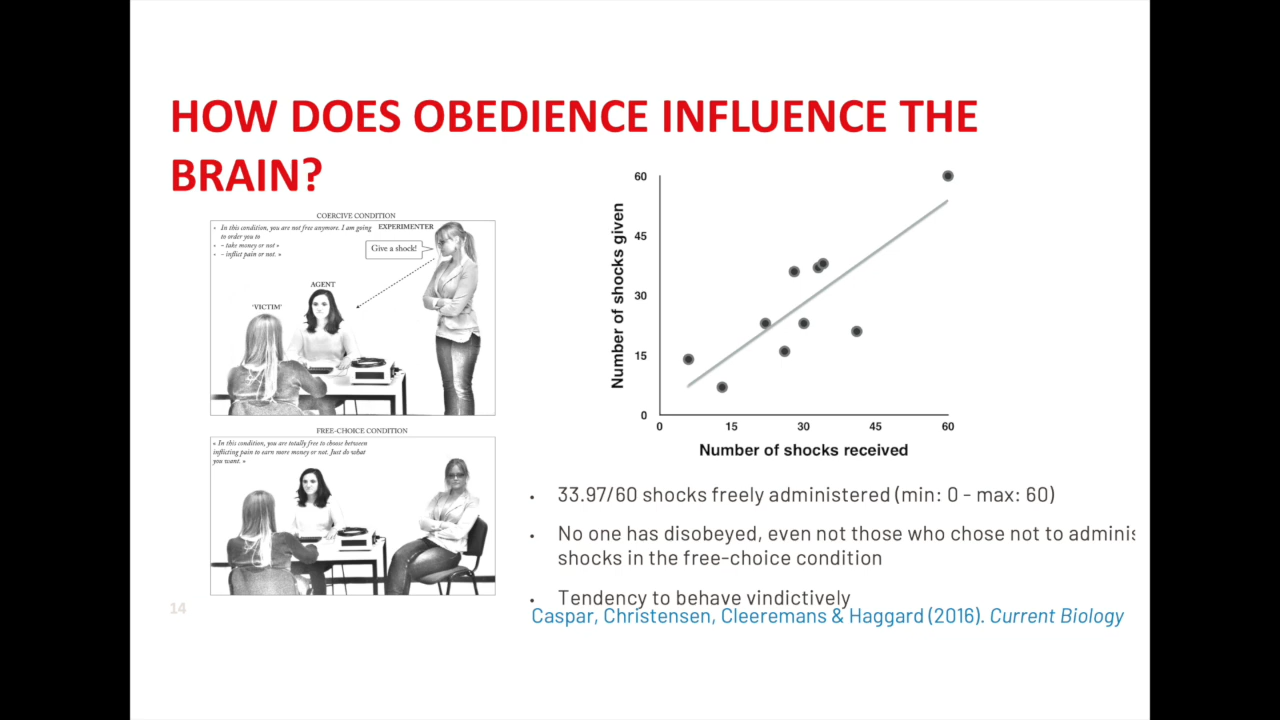 HOW DOES OBEDIENCE INFLUENCE THE
BRAIN?
COERCIVE CONDITION
• In this condition, you are not free anymore. I am going
to order you to
• - take money or not «
• - inflict pain or not. »
EXPERIMENTER
Give a shock!
AGENT
'VICTIM'
FREE-CHOICE CONDITION
« In this condition, you are totally free to choose between
inflicting pain to earn more money or not. Just do what
you want. »
Number of shocks given
60
45
30
15
0
0 15 30 45 60
Number of shocks received
• 33.97/60 shocks freely administered (min: 0 - max: 60)
• No one has disobeyed, even not those who chose not to adminis
shocks in the free-choice condition
• Tendency to behave vindictively
Caspar, Christensen, Cleeremans & Haggard (2016). Current Biology
14